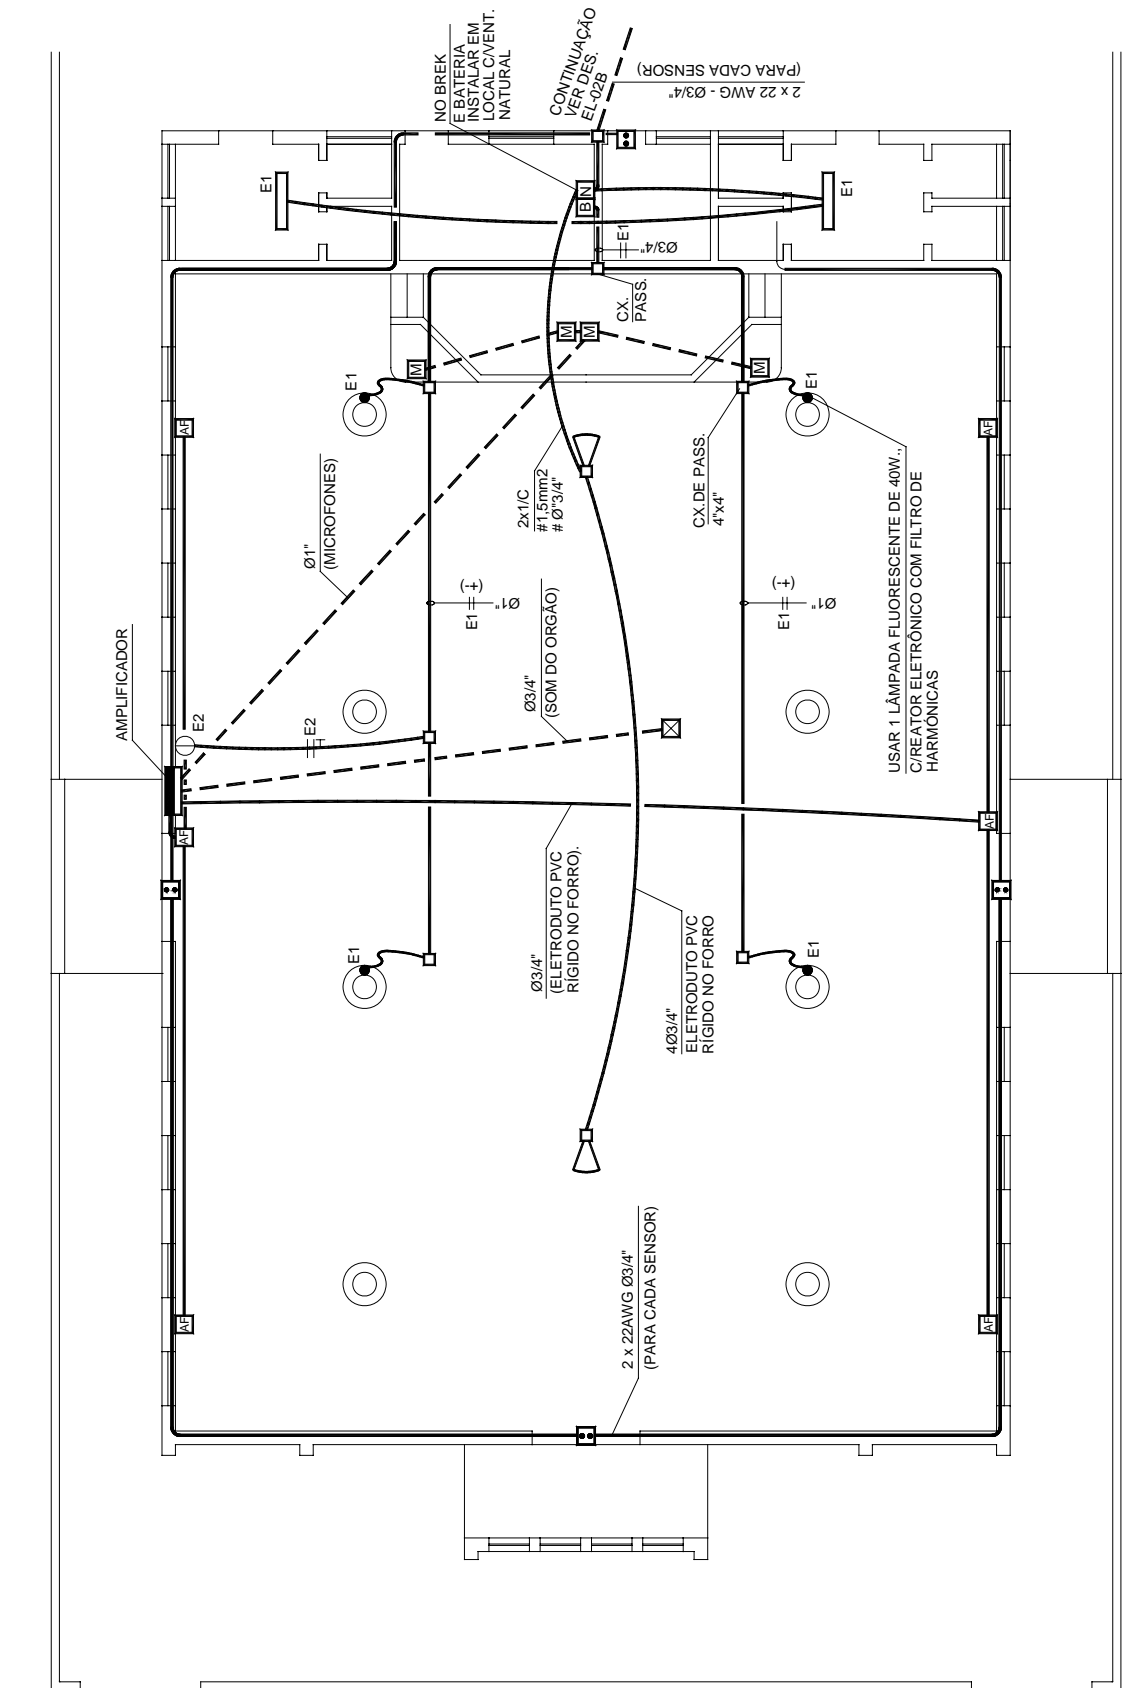 NO BREK
E BATERIA
INSTALAR EM
LOCAL C/VENT.
NATURAL
CONTINUAÇÃO
VER DES.
EL-02B
2 x 22 AWG - Ø3/4"
(PARA CADA SENSOR)
E1
E1
B
N
E1
Ø3/4"
CX.
PASS.
M
M
M
M
E1
E1
AF
AF
Ø1"
(MICROFONES)
2x1/C
#1,5mm2
# Ø"3/4"
CX.DE PASS.
4"x4"
USAR 1 LÂMPADA FLUORESCENTE DE 40W.,
C/REATOR ELETRÔNICO COM FILTRO DE
HARMÔNICAS
(-+)
E1
Ø1"
(-+)
E1
Ø1"
AMPLIFICADOR
E2
E2
T
Ø3/4"
(SOM DO ORGÃO)
AF
AF
Ø3/4"
(ELETRODUTO PVC
RÍGIDO NO FORRO).
4Ø3/4"
ELETRODUTO PVC
RÍGIDO NO FORRO
E1
E1
2 x 22AWG Ø3/4"
(PARA CADA SENSOR)
AF
AF